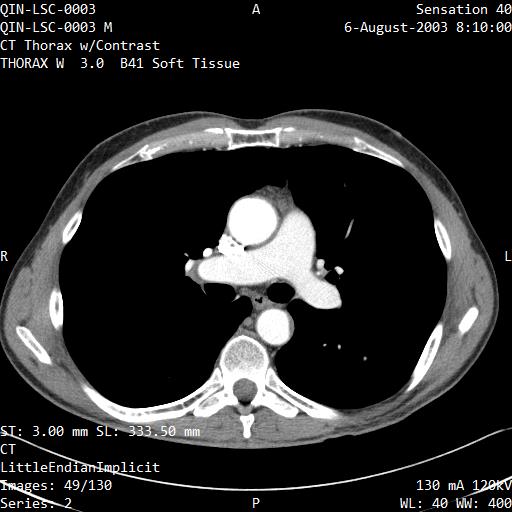 QIN-LSC-0003
A
Sensation 40
QIN-LSC-0003 M
6-August-2003 8:10:00
CT Thorax w/Contrast
THORAX W 3.0 B41 Soft Tissue
R
L
ST: 3.00 mm SL: 333.50 mm
CT
LittleEndianImplicit
Images: 49/130
130 mA 120kV
Series: 2
P
WL: 40 WW: 400